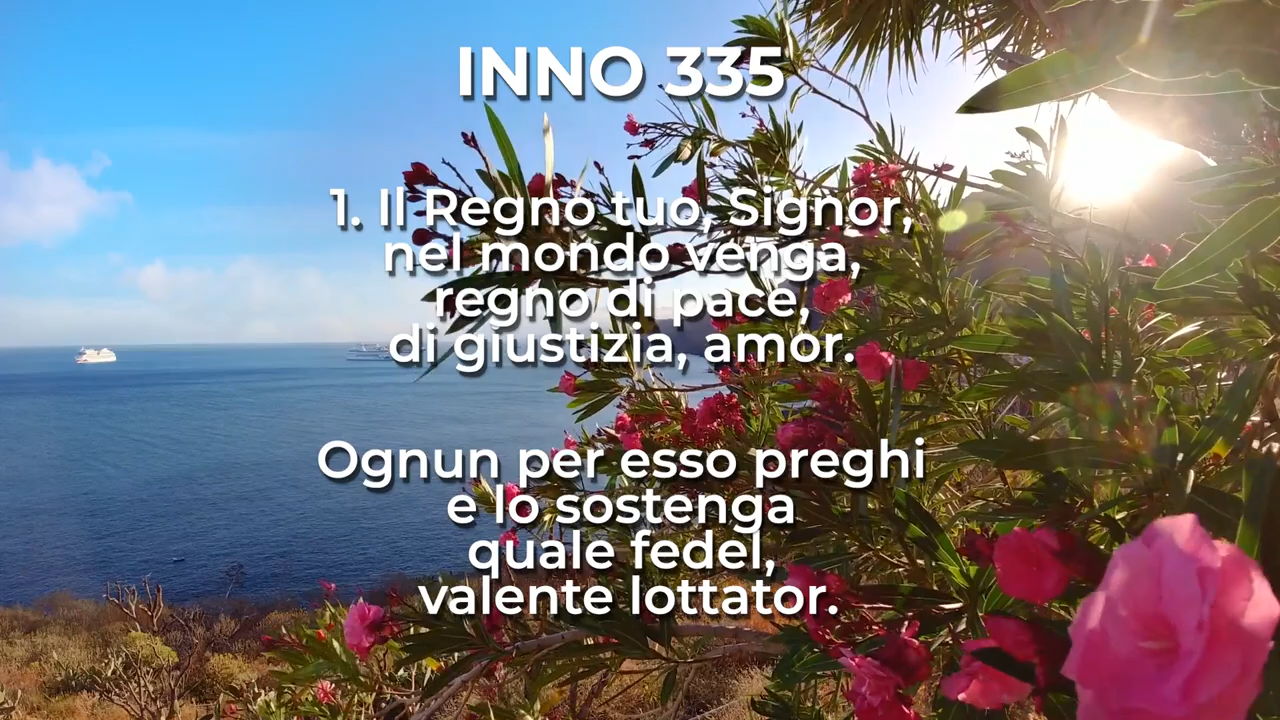 INNO 335
1. Il Regno tuo, Signor,
nel mondo venga,
regno di pace,
di giustizia, amor.
Ognun per esso preghi
e lo sostenga
quale fedel,
valente lottator.